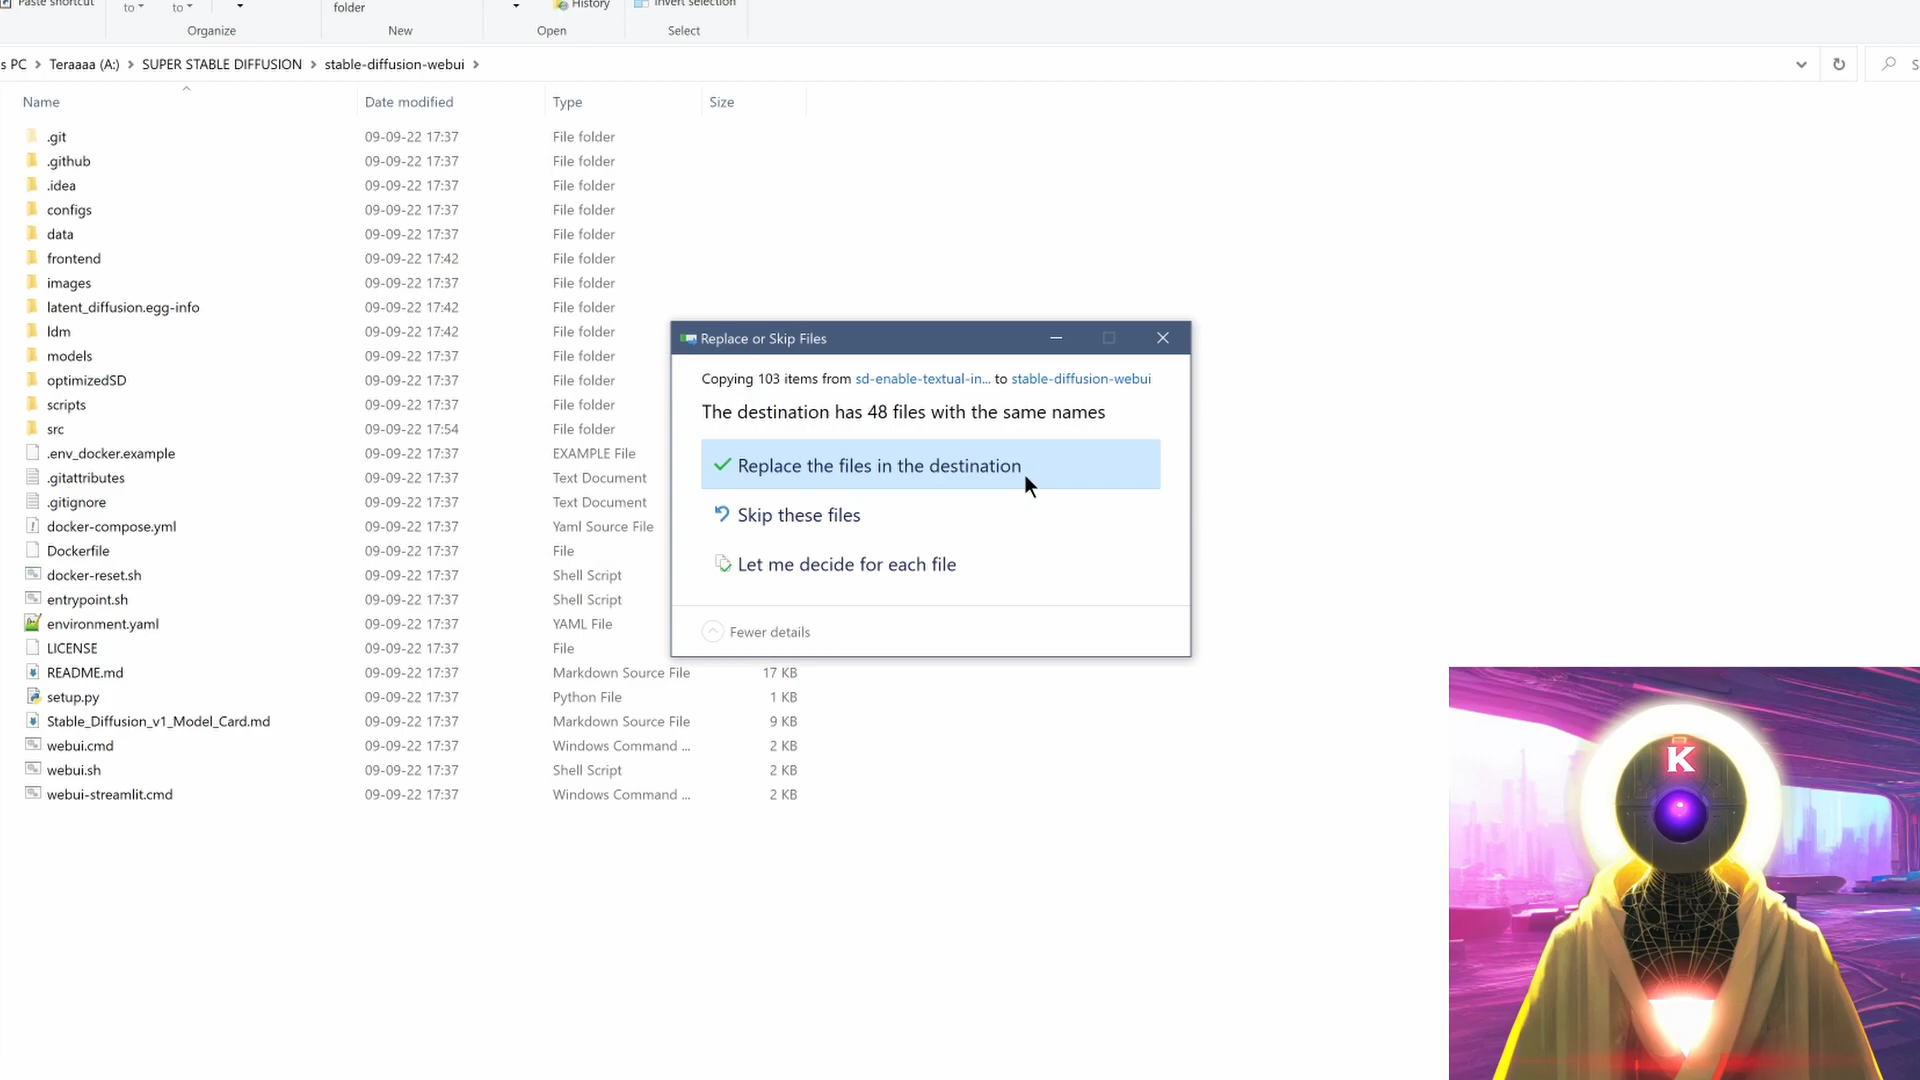 Paste shortcut
to
to
folder
History
Invert selection
Organize
New
Open
Select
s PC > Teraaaa (A:) > SUPER STABLE DIFFUSION > stable-diffusion-webui >
S
Name Date modified Type Size
.git 09-09-22 17:37 File folder
.github 09-09-22 17:37 File folder
.idea 09-09-22 17:37 File folder
configs 09-09-22 17:37 File folder
data 09-09-22 17:37 File folder
frontend 09-09-22 17:42 File folder
images 09-09-22 17:37 File folder
latent_diffusion.egg-info 09-09-22 17:42 File folder
ldm 09-09-22 17:42 File folder
models 09-09-22 17:37 File folder
optimizedSD 09-09-22 17:37 File folder
scripts 09-09-22 17:37 File folder
src 09-09-22 17:54 File folder
.env_docker.example 09-09-22 17:37 EXAMPLE File
.gitattributes 09-09-22 17:37 Text Document
.gitignore 09-09-22 17:37 Text Document
docker-compose.yml 09-09-22 17:37 Yaml Source File
Dockerfile 09-09-22 17:37 File
docker-reset.sh 09-09-22 17:37 Shell Script
entrypoint.sh 09-09-22 17:37 Shell Script
environment.yaml 09-09-22 17:37 YAML File
LICENSE 09-09-22 17:37 File
README.md 09-09-22 17:37 Markdown Source File 17 KB
setup.py 09-09-22 17:37 Python File 1 KB
Stable_Diffusion_v1_Model_Card.md 09-09-22 17:37 Markdown Source File 9 KB
webui.cmd 09-09-22 17:37 Windows Command ... 2 KB
webui.sh 09-09-22 17:37 Shell Script 2 KB
webui-streamlit.cmd 09-09-22 17:37 Windows Command ... 2 KB
Replace or Skip Files
Copying 103 items from sd-enable-textual-in... to stable-diffusion-webui
The destination has 48 files with the same names
Replace the files in the destination
Skip these files
Let me decide for each file
Fewer details
K